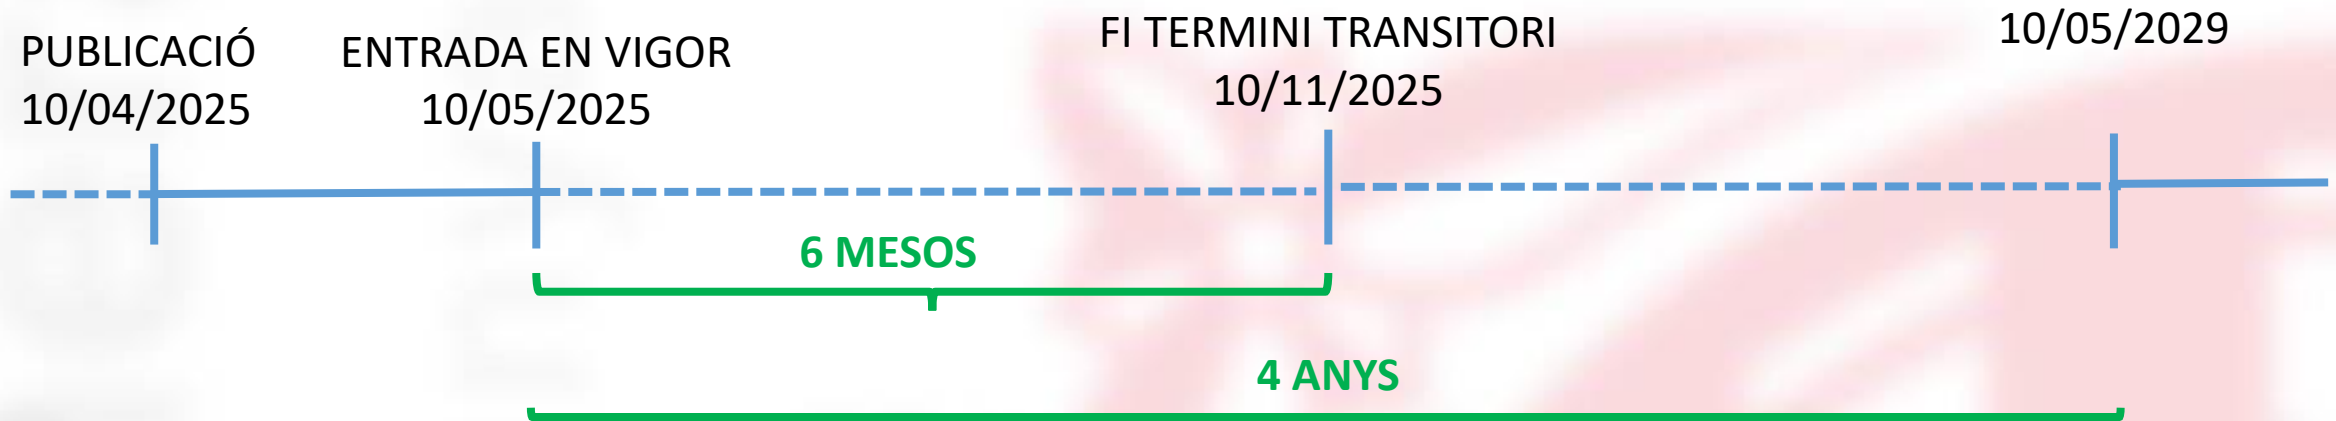 PUBLICACIÓ
10/04/2025
ENTRADA EN VIGOR
10/05/2025
FI TERMINI TRANSITORI
10/11/2025
10/05/2029
6 MESOS
4 ANYS